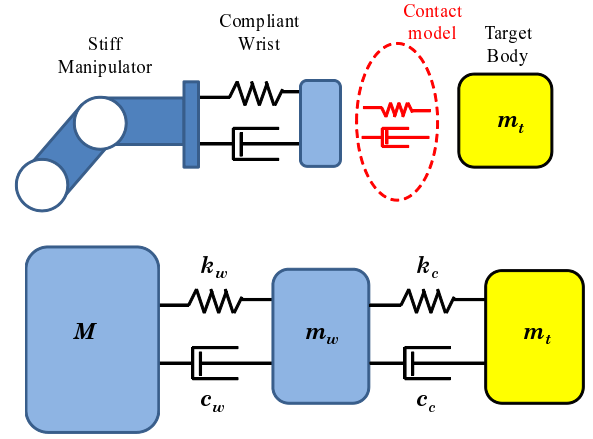 Stiff
Manipulator
Compliant
Wrist
Contact
model
Target
Body
m_t
k_w
k_c
M
m_w
m_t
c_w
c_c